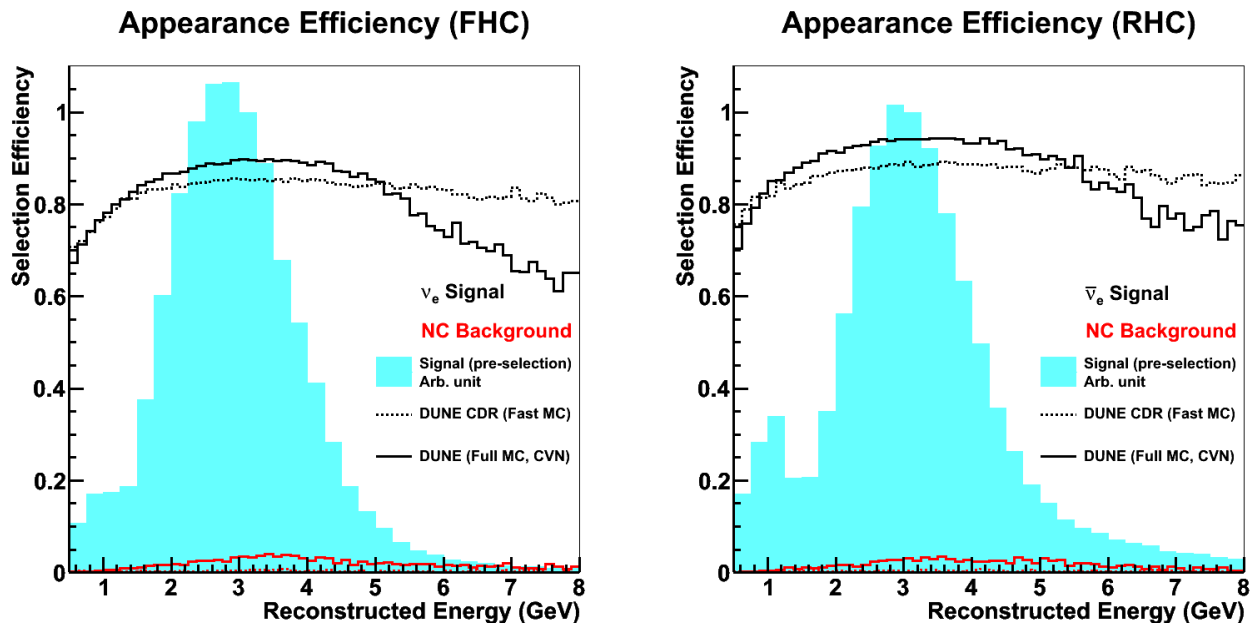 Appearance Efficiency (FHC)
Selection Efficiency
1
0.8
0.6
0.4
0.2
0
νe Signal
NC Background
Signal (pre-selection)
Arb. unit
DUNE CDR (Fast MC)
DUNE (Full MC, CVN)
1 2 3 4 5 6 7 8
Reconstructed Energy (GeV)
Appearance Efficiency (RHC)
Selection Efficiency
1
0.8
0.6
0.4
0.2
0
ν̅e Signal
NC Background
Signal (pre-selection)
Arb. unit
DUNE CDR (Fast MC)
DUNE (Full MC, CVN)
1 2 3 4 5 6 7 8
Reconstructed Energy (GeV)